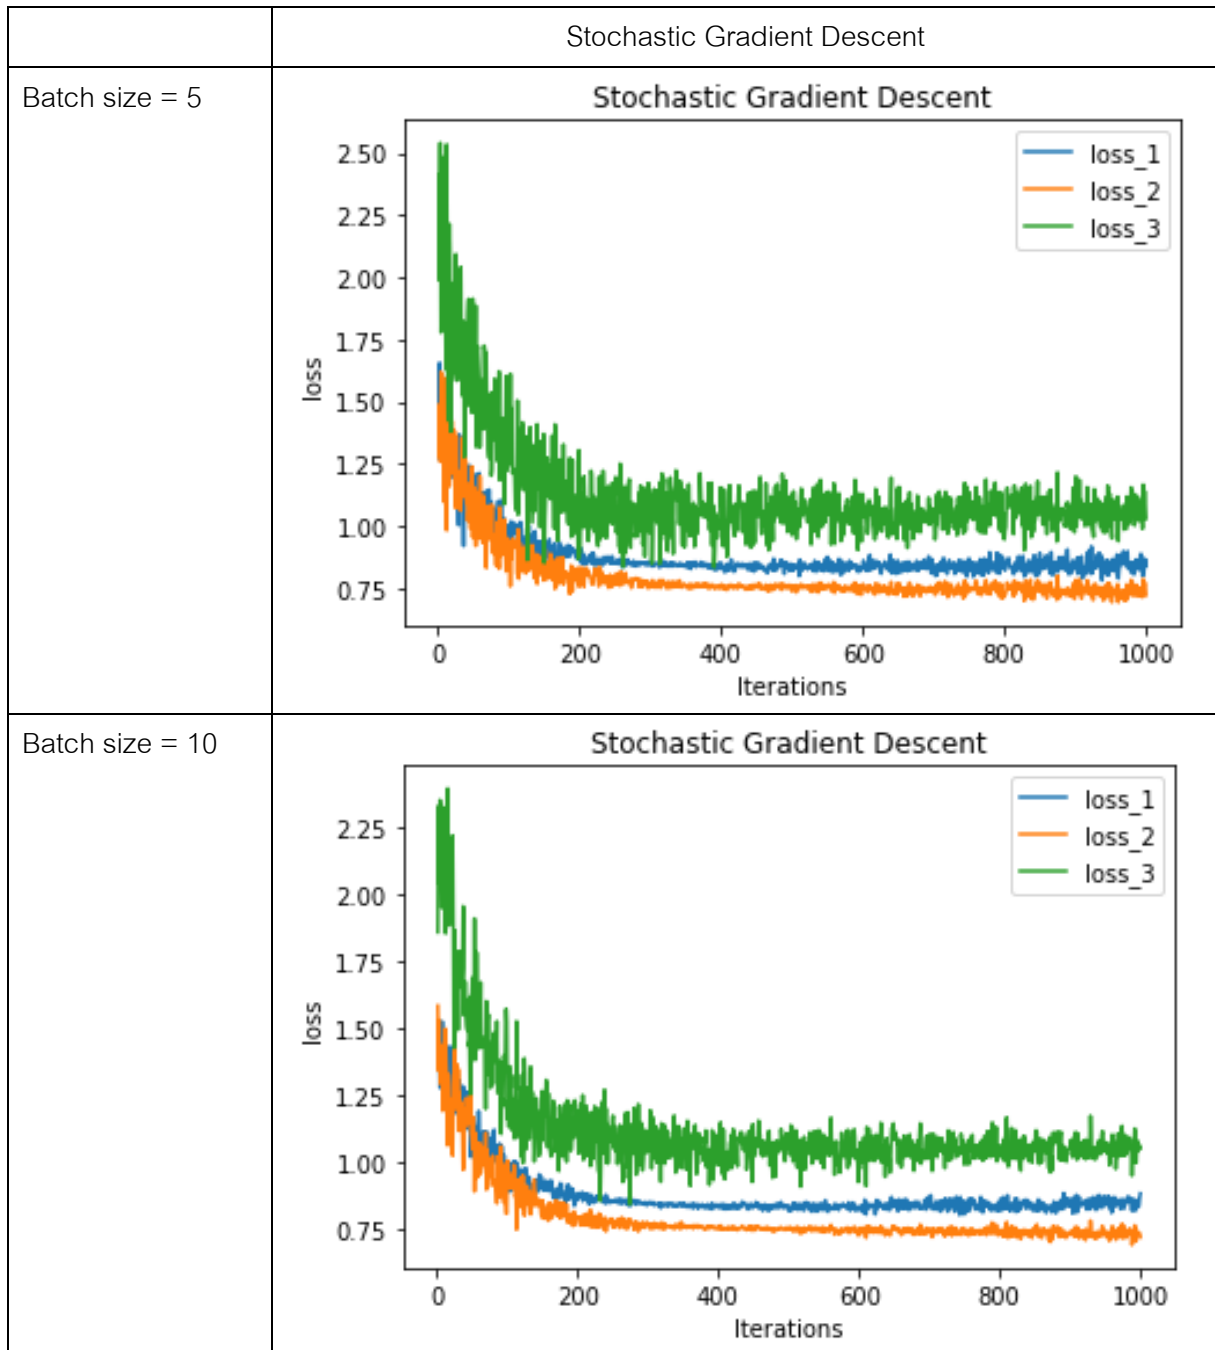 Stochastic Gradient Descent
Batch size = 5
Stochastic Gradient Descent
2.50
2.25
2.00
1.75
1.50
1.25
1.00
0.75
loss
loss_1
loss_2
loss_3
0 200 400 600 800 1000
Iterations
Batch size = 10
Stochastic Gradient Descent
2.25
2.00
1.75
1.50
1.25
1.00
0.75
loss
loss_1
loss_2
loss_3
0 200 400 600 800 1000
Iterations